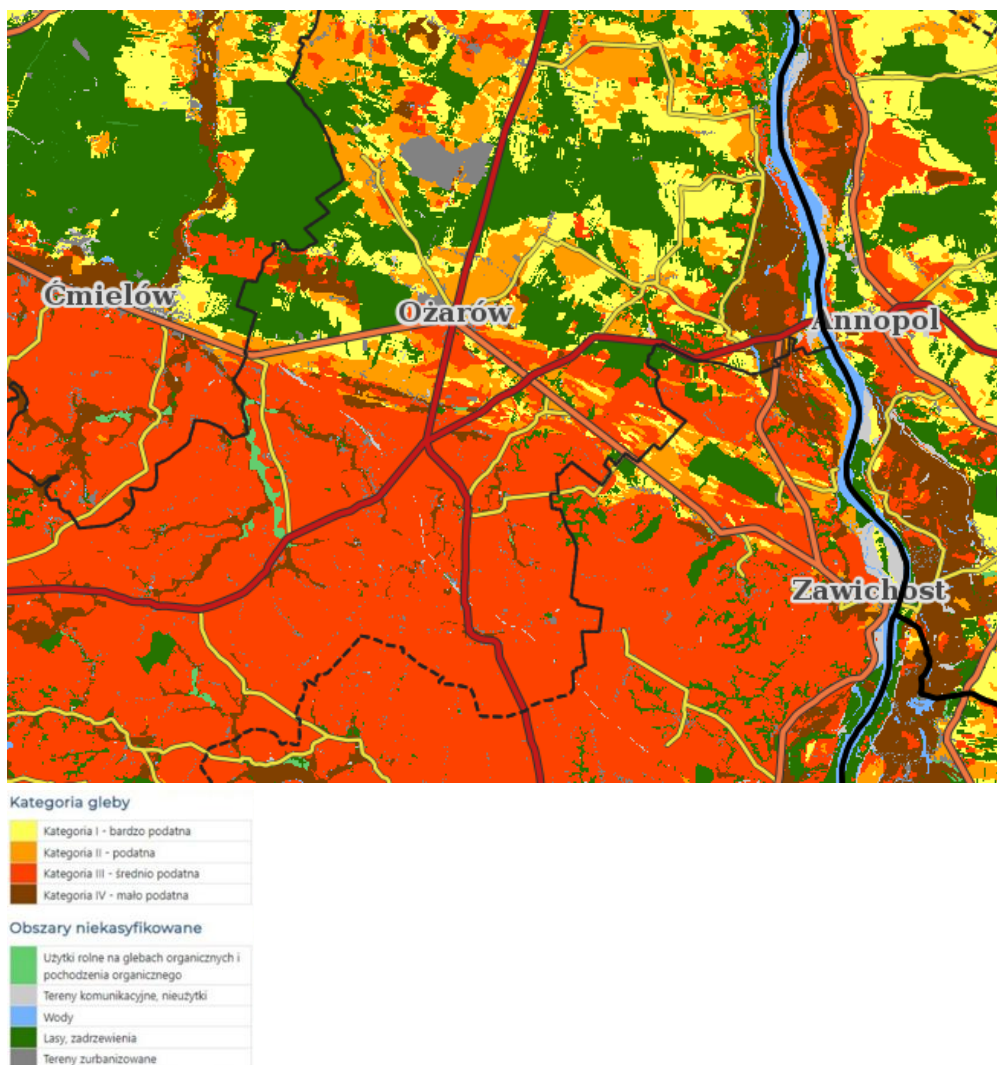 Ćmielów
Ożarów
Annopol
Zawichost
Kategoria gleby
Kategoria I - bardzo podatna
Kategoria II - podatna
Kategoria III - średnio podatna
Kategoria IV - mało podatna
Obszary niekasyfikowane
Użytki rolne na glebach organicznych i
pochodzenia organicznego
Tereny komunikacyjne, nieużytki
Wody
Lasy, zadrzewienia
Tereny zurbanizowane